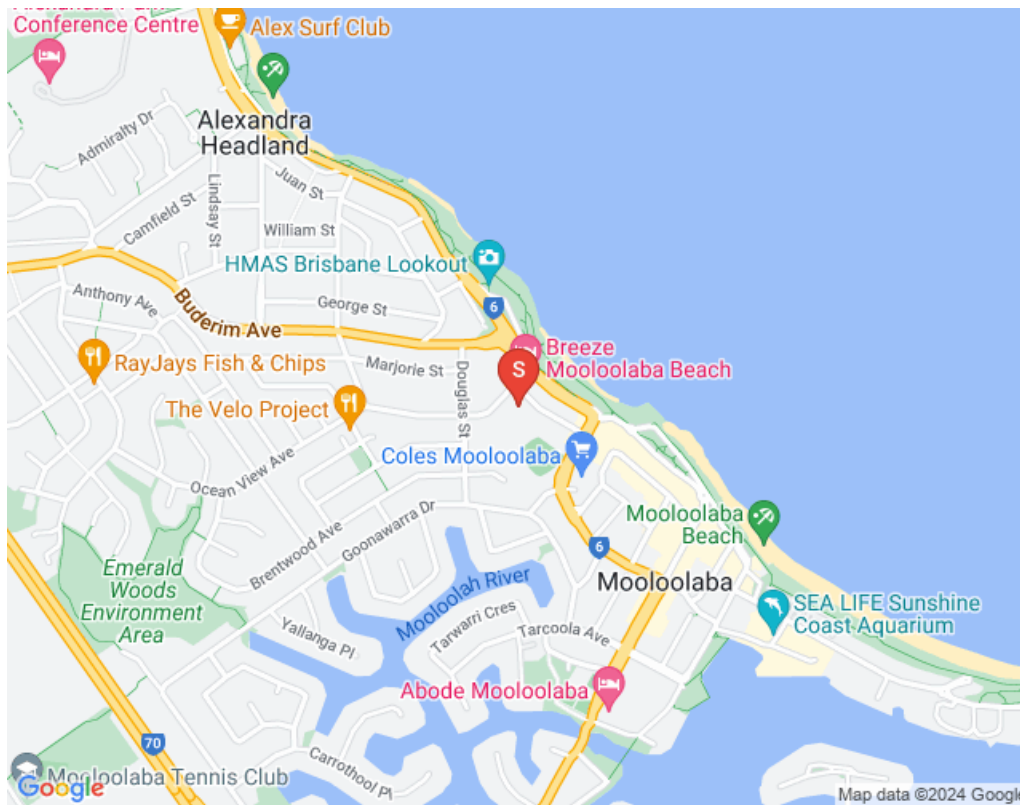 Alexandra Park
Conference Centre
Alex Surf Club
Alexandra
Headland
Admiralty Dr
Juan St
Lindsay St
Camfield St
William St
HMAS Brisbane Lookout
Anthony Ave
George St
6
Buderim Ave
Breeze
Mooloolaba Beach
RayJays Fish & Chips
Marjorie St
S
The Velo Project
Douglas St
Coles Mooloolaba
Ocean View Ave
Mooloolaba
Beach
Goonawarra Dr
Brentwood Ave
6
Emerald
Woods
Environment
Area
Mooloolah River
Mooloolaba
SEA LIFE Sunshine
Coast Aquarium
Yallanga Pl
Tarwarri Cres
Tarcoola Ave
Abode Mooloolaba
70
Carrothool Pl
Mooloolaba Tennis Club
Google
Map data ©2024 Google